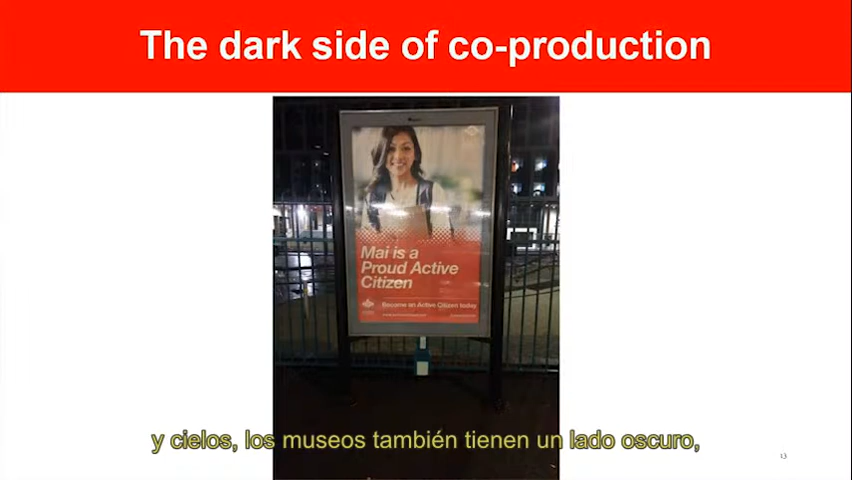 The dark side of co-production
Mai is a
Proud Active
Citizen
Become an Active Citizen today
y cielos, los museos también tienen un lado oscuro,
13